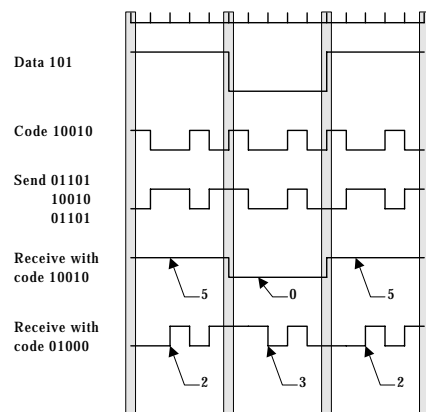 Data 101
Code 10010
Send 01101
10010
01101
Receive with
code 10010
5
0
5
Receive with
code 01000
2
3
2